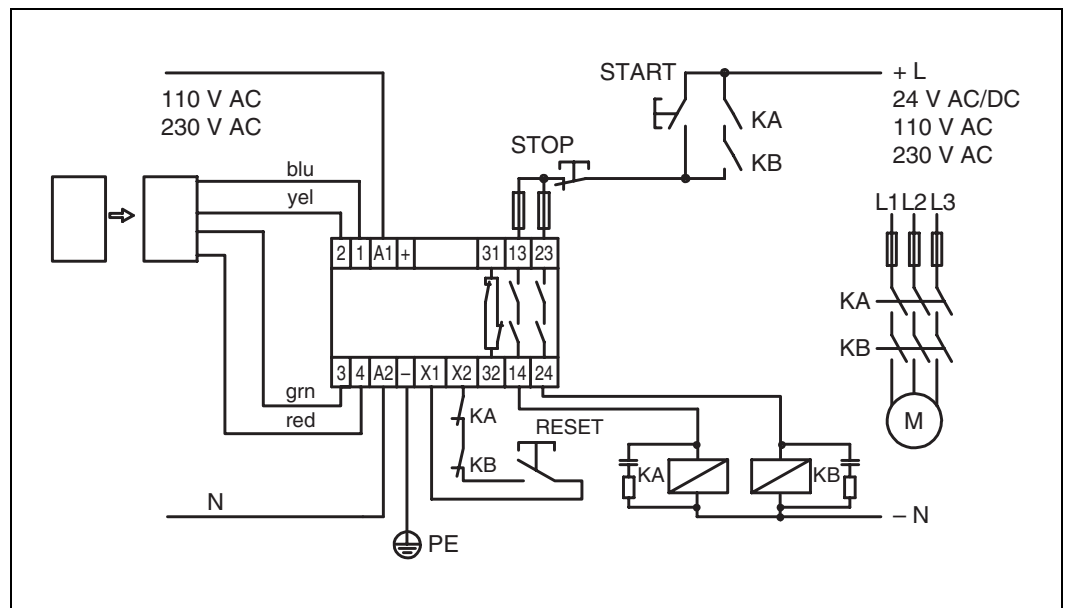 START
+ L
110 V AC
230 V AC
24 V AC/DC
110 V AC
230 V AC
KA
KB
STOP
blu
yel
L1 L2 L3
2 1 A1 + 31 13 23
KA
KB
3 4 A2 – X1 X2 32 14 24
grn
red
KA
KB
RESET
M
KA
KB
N
– N
PE